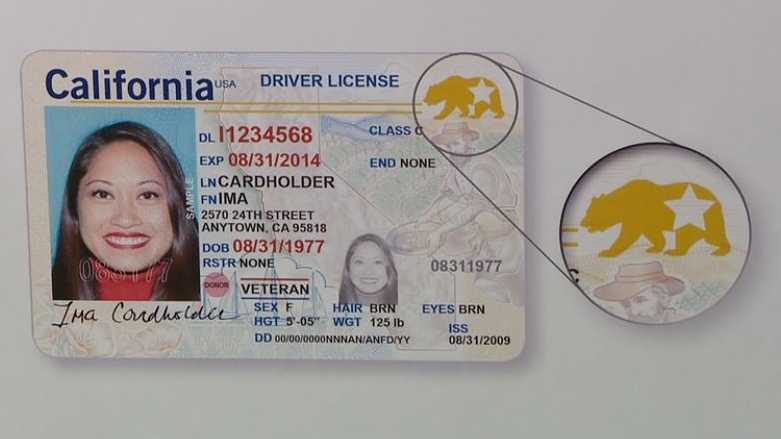 California USA DRIVER LICENSE
DL I1234568 CLASS C
EXP 08/31/2014 END NONE
LN CARDHOLDER
FN IMA
2570 24TH STREET
ANYTOWN, CA 95818
DOB 08/31/1977
RSTR NONE
08311977
SAMPLE
083177
DONOR
VETERAN
SEX F HAIR BRN EYES BRN
HGT 5'-05" WGT 125 lb ISS
DD 00/00/0000NNNAN/ANFD/YY 08/31/2009
Ima Cardholder
C